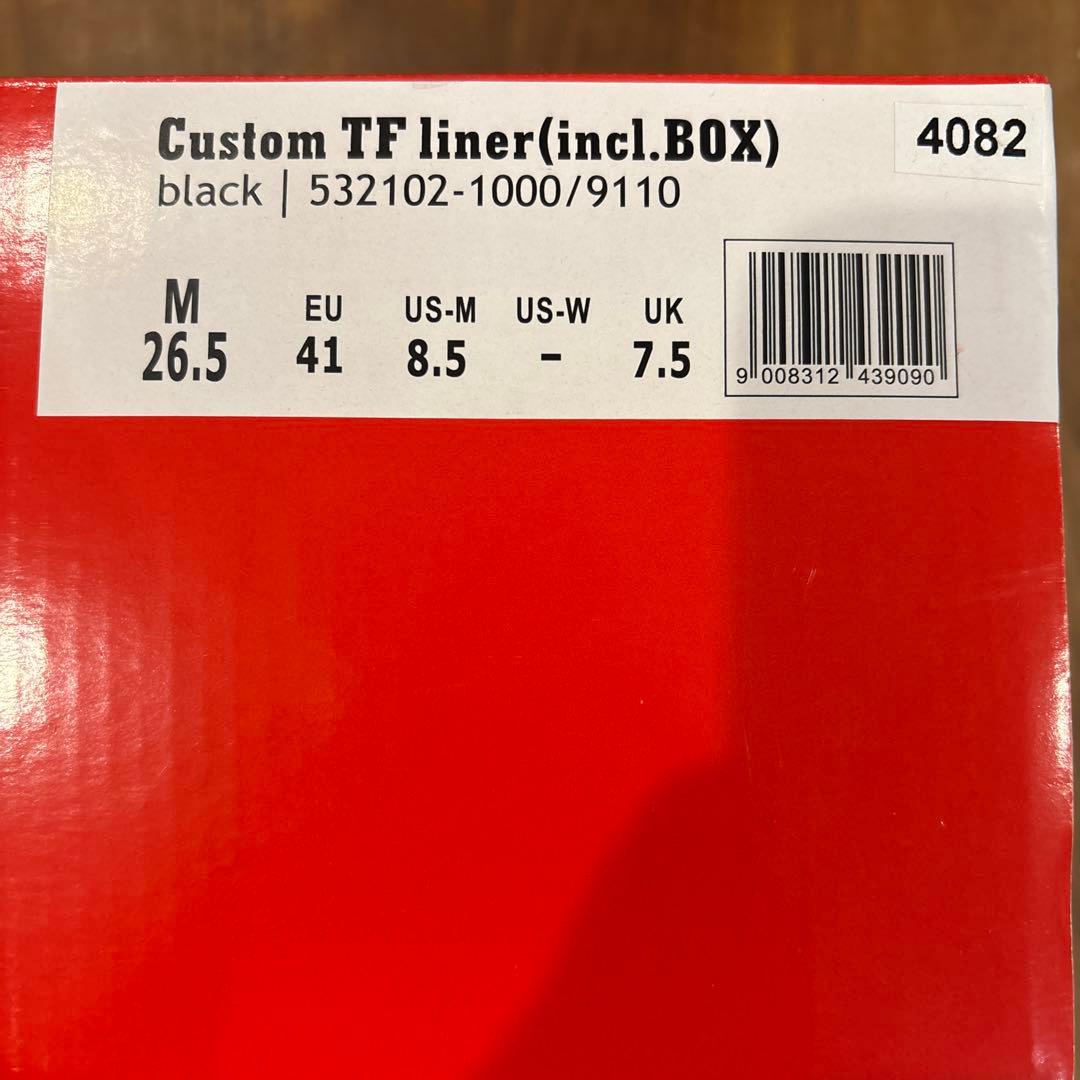 Custom TF liner(incl.BOX)
4082
black | 532102-1000/9110
M EU US-M US-W UK
26.5 41 8.5 – 7.5
9 008312 439090